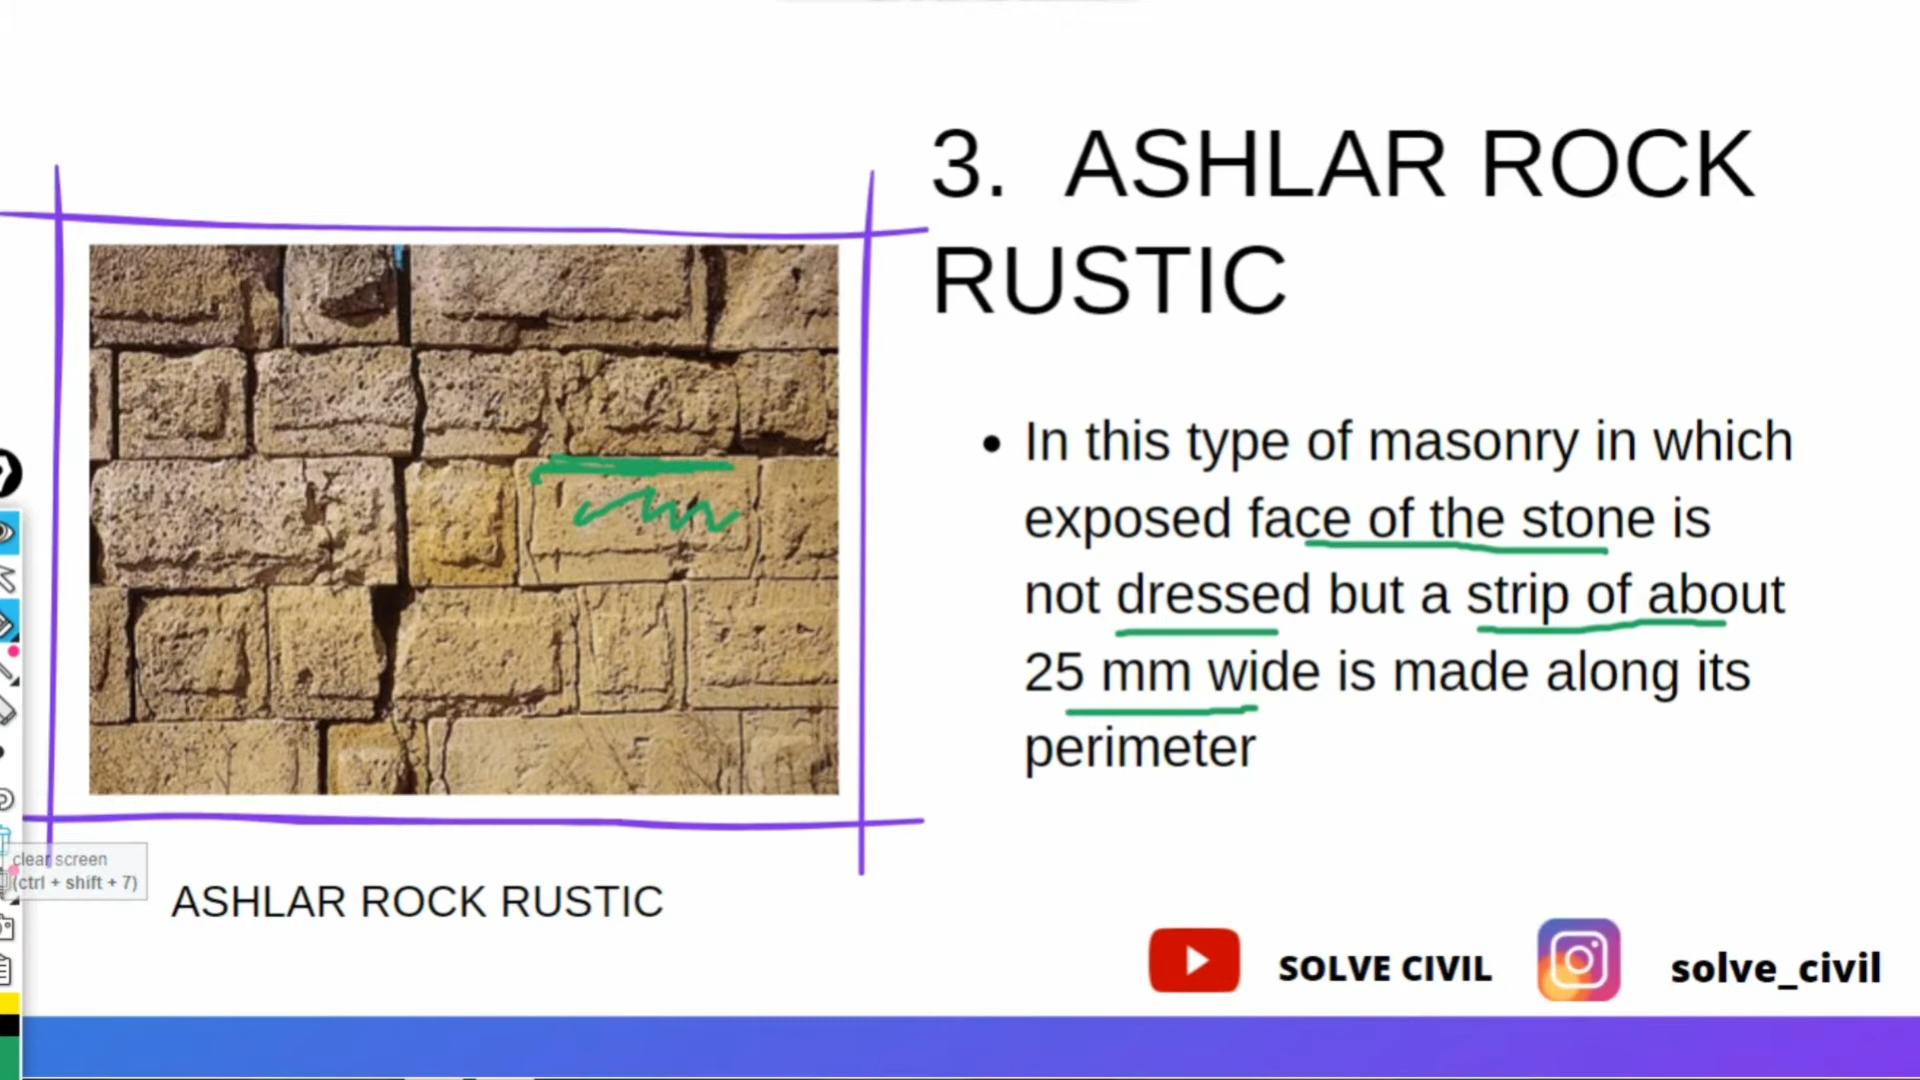 3. ASHLAR ROCK
RUSTIC
• In this type of masonry in which
exposed face of the stone is
not dressed but a strip of about
25 mm wide is made along its
perimeter
clear screen
(ctrl + shift + 7)
ASHLAR ROCK RUSTIC
SOLVE CIVIL
solve_civil